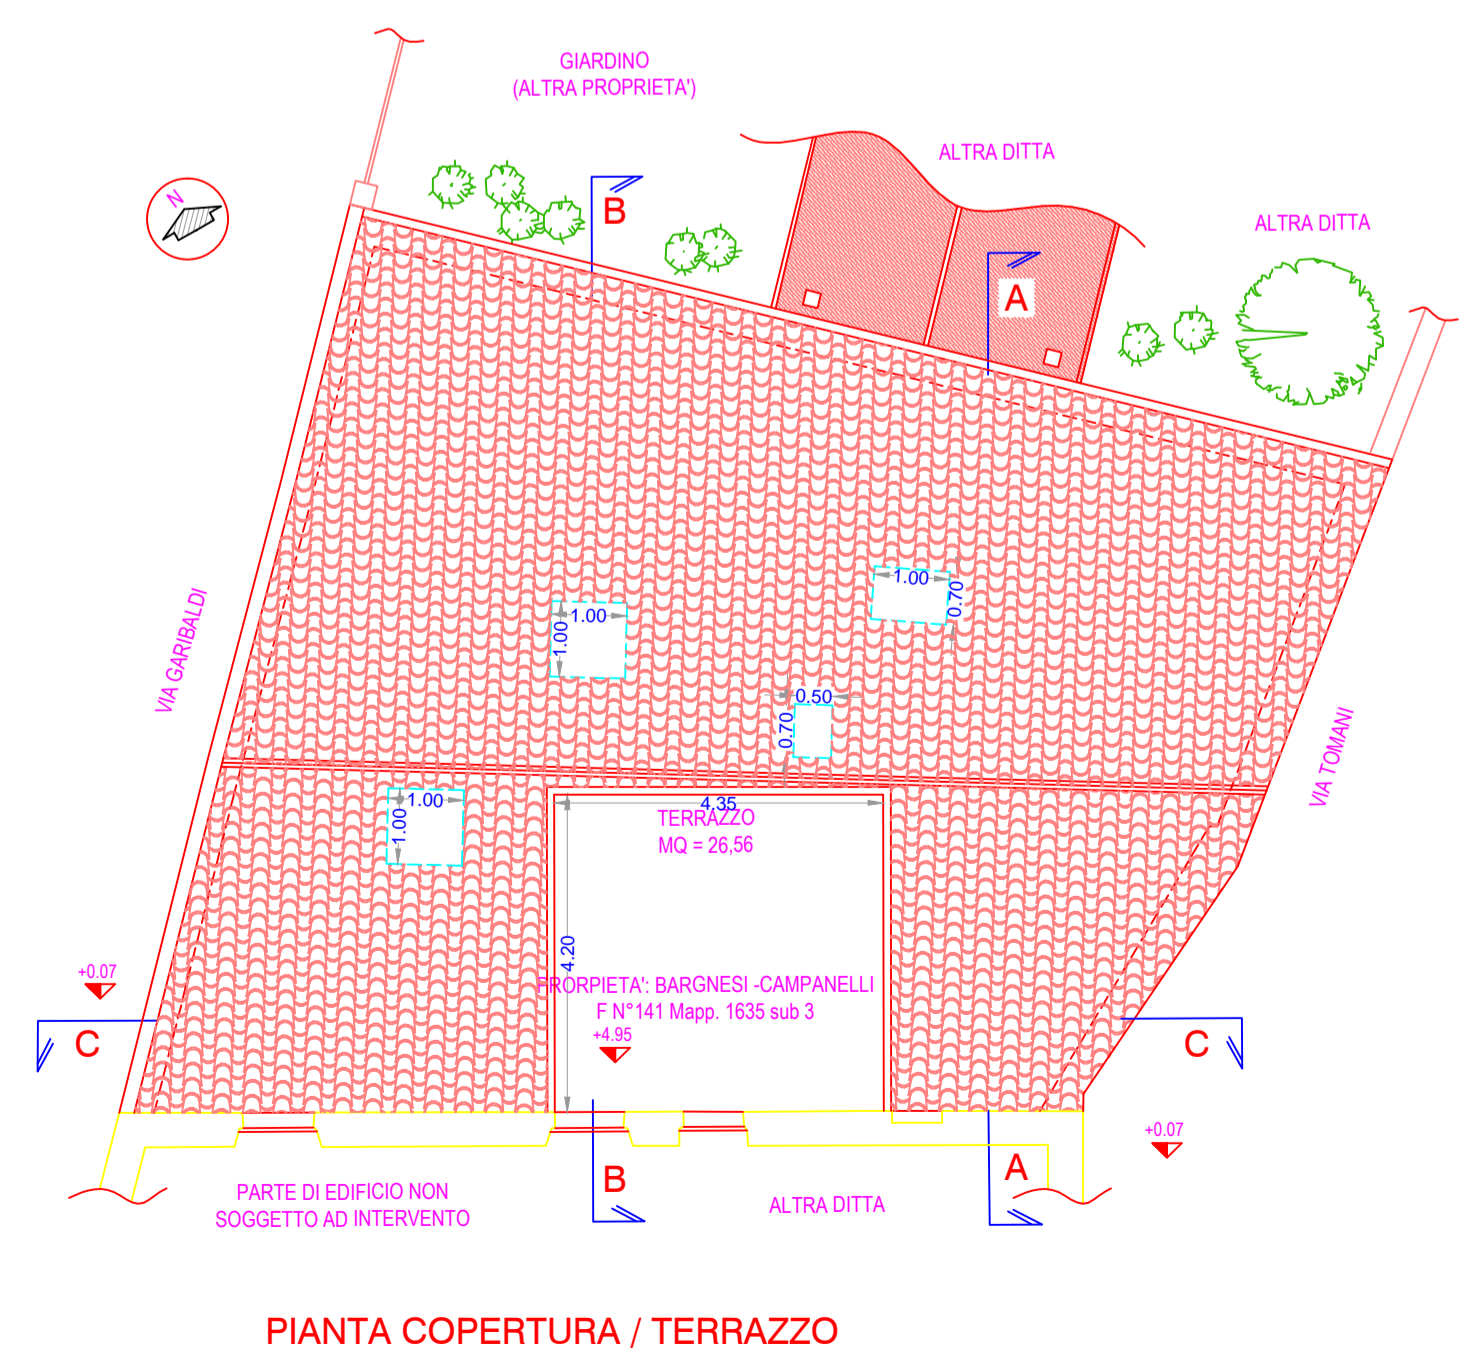 GIARDINO
(ALTRA PROPRIETA')
ALTRA DITTA
ALTRA DITTA
N
B
A
1.00
0.70
1.00
1.00
0.50
0.70
VIA GARIBALDI
VIA TOMANI
1.00
1.00
4.35
TERRAZZO
MQ = 26,56
4.20
+0.07
PRORPIETA': BARGNESI -CAMPANELLI
F N°141 Mapp. 1635 sub 3
+4.95
C
C
+0.07
B
A
PARTE DI EDIFICIO NON
SOGGETTO AD INTERVENTO
ALTRA DITTA
PIANTA COPERTURA / TERRAZZO